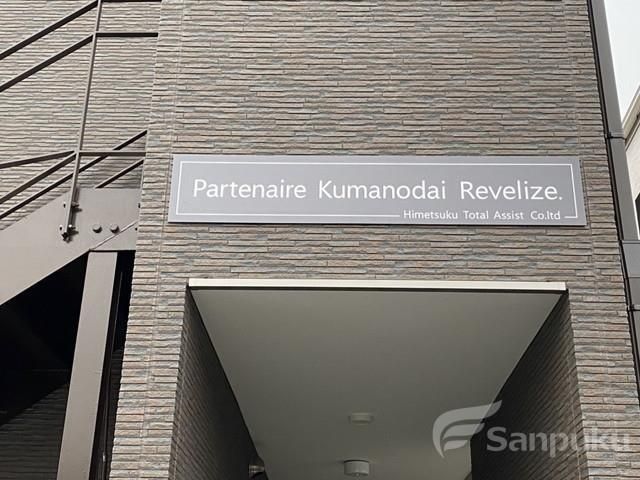 Partenaire Kumanodai Revelize.
Himetsuku Total Assist Co.ltd
Sanpuku